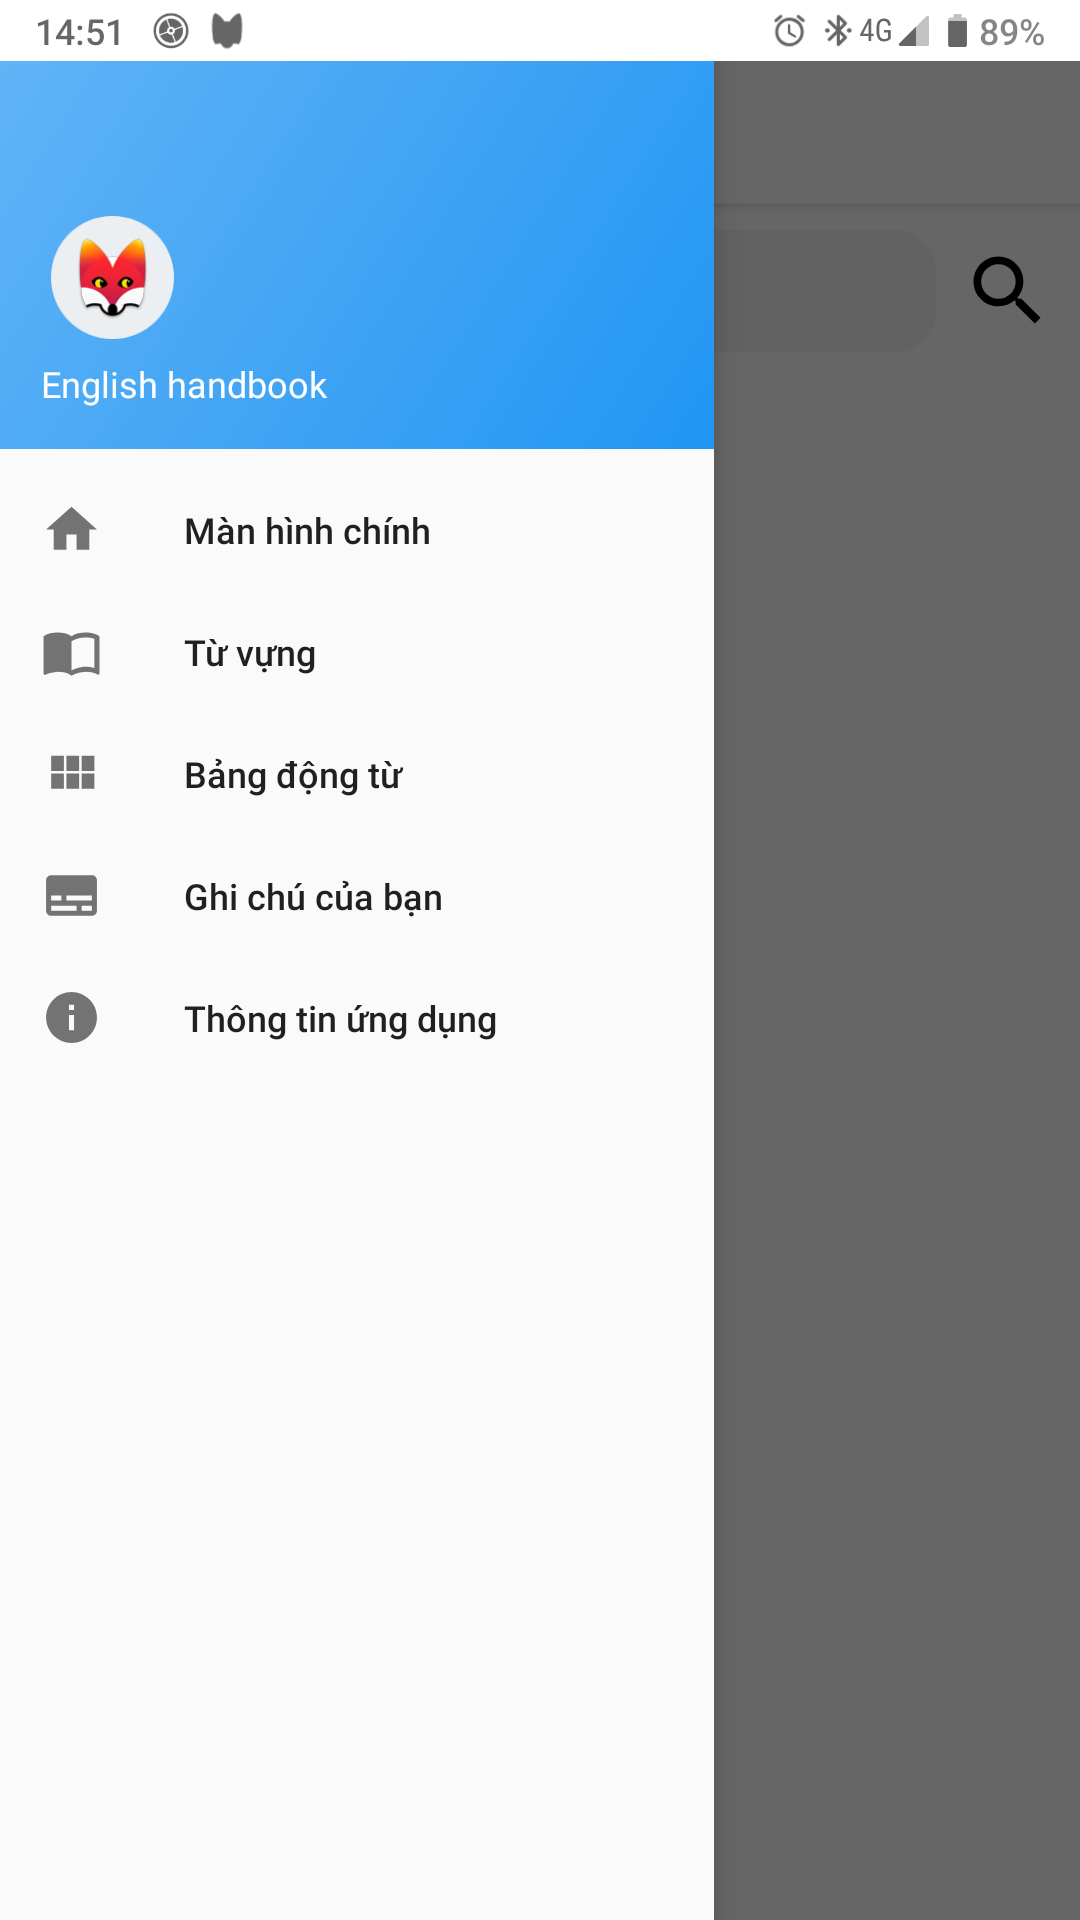 14:51 4G 89%
English handbook
Màn hình chính
Từ vựng
Bảng động từ
Ghi chú của bạn
Thông tin ứng dụng